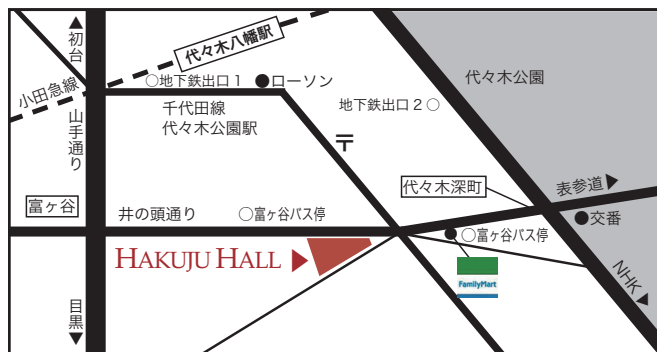 ▲初台
代々木八幡駅
小田急線
○地下鉄出口1
●ローソン
代々木公園
地下鉄出口2○
山手通り
千代田線
代々木公園駅
〒
代々木深町
表参道▶
富ヶ谷
井の頭通り
○富ヶ谷バス停
○富ヶ谷バス停
●交番
HAKUJU HALL ▶
FamilyMart
NHK▼
目黒▼